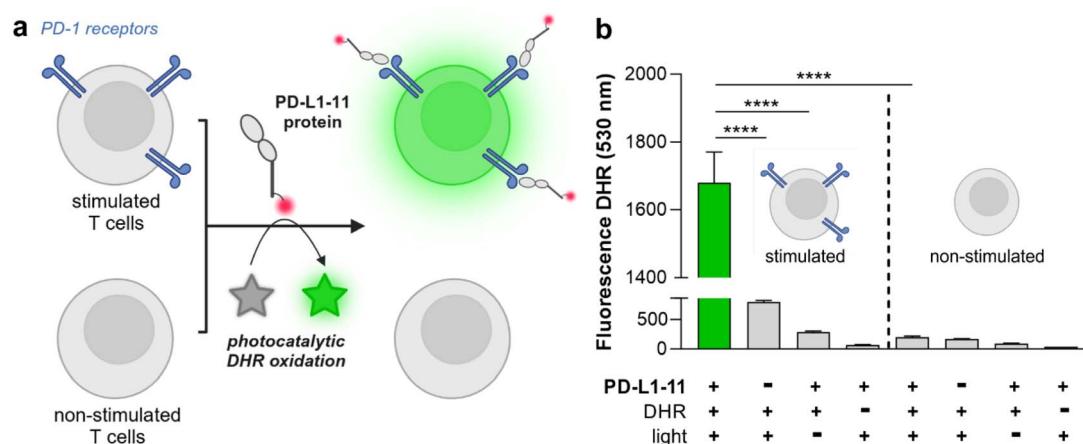 a PD-1 receptors
stimulated
T cells
PD-L1-11
protein
photocatalytic
DHR oxidation
non-stimulated
T cells
b
Fluorescence DHR (530 nm)
2000
1800
1600
1400
500
0
****
****
****
stimulated
non-stimulated
PD-L1-11 + - + + + - + +
DHR + + + - + + + -
light + + - + + + - +